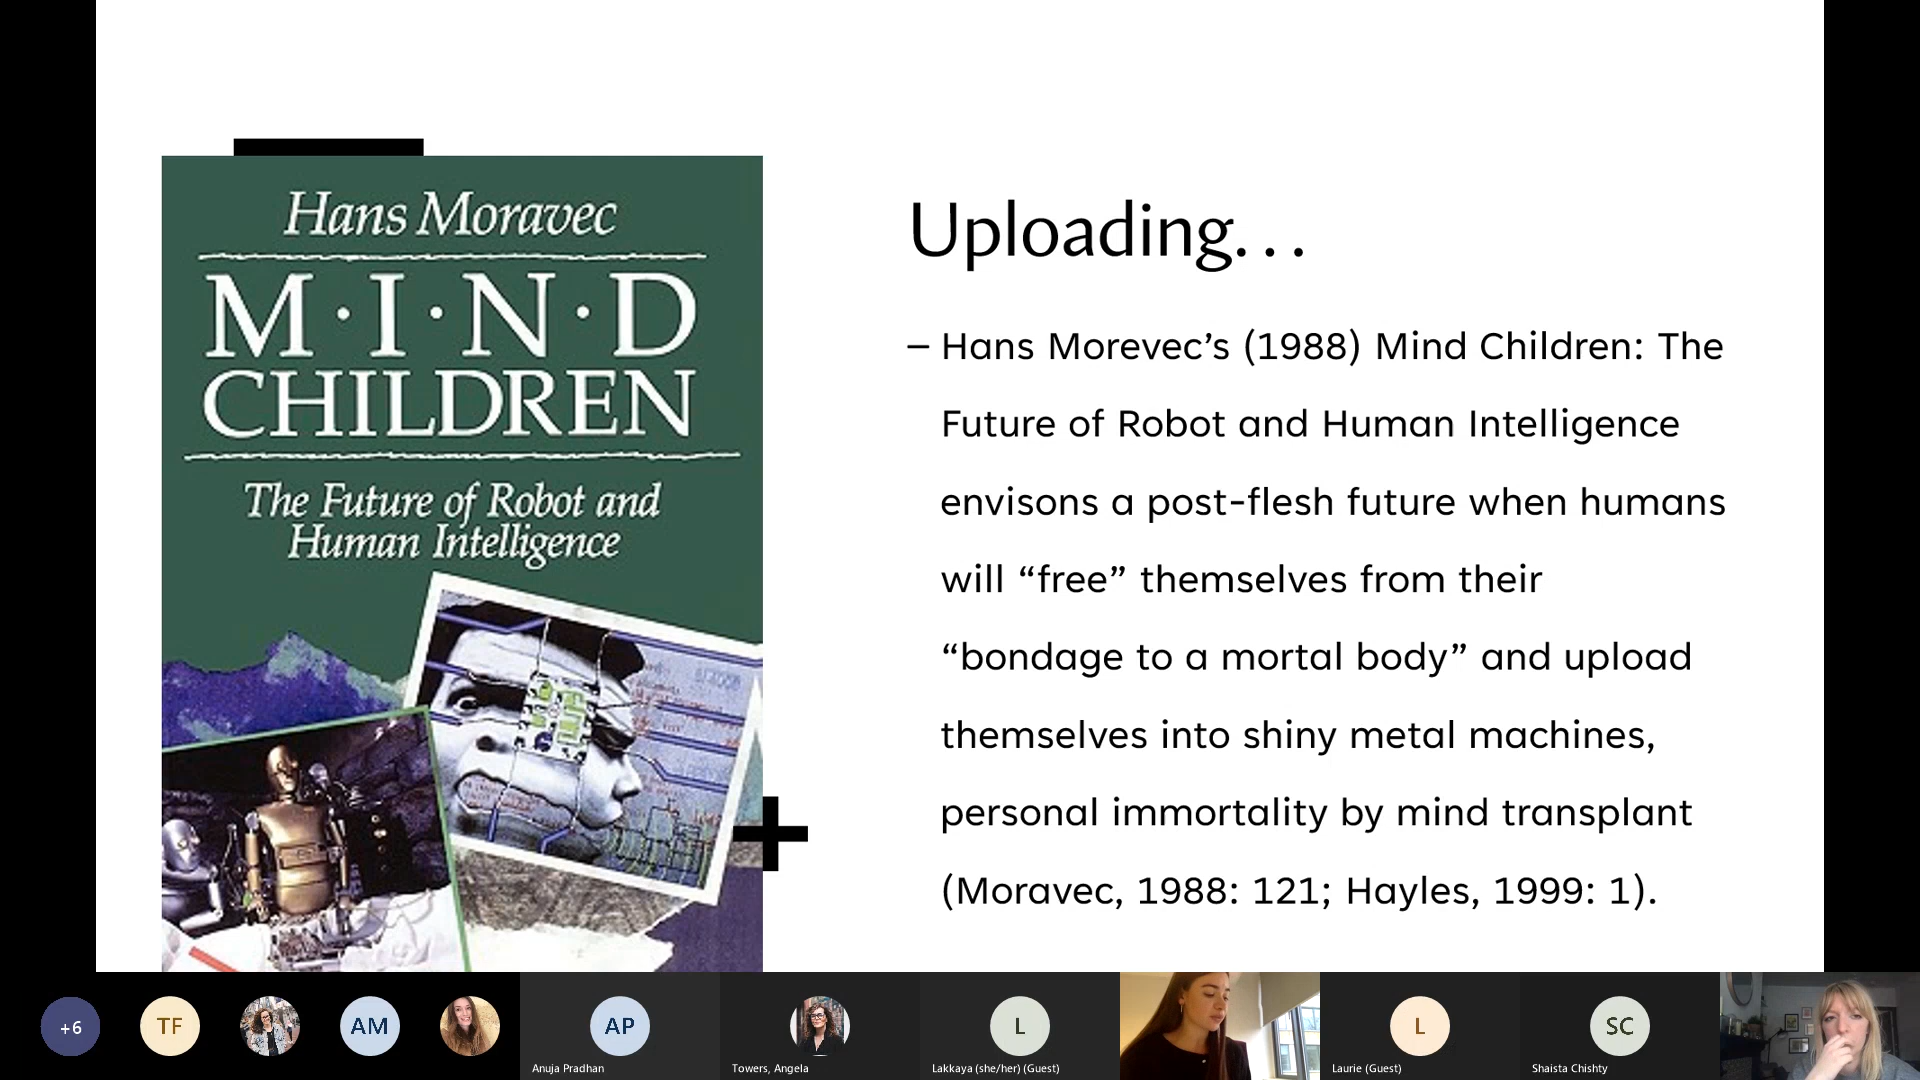 Hans Moravec
M·I·N·D
CHILDREN
The Future of Robot and
Human Intelligence
Uploading...
– Hans Morevec’s (1988) Mind Children: The
Future of Robot and Human Intelligence
envisons a post-flesh future when humans
will “free” themselves from their
“bondage to a mortal body” and upload
themselves into shiny metal machines,
personal immortality by mind transplant
(Moravec, 1988: 121; Hayles, 1999: 1).
+6
TF
AM
AP
Anuja Pradhan
Towers, Angela
L
Lakkaya (she/her) (Guest)
L
Laurie (Guest)
SC
Shaista Chishty